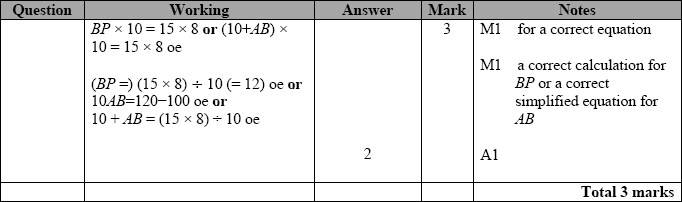 Question Working Answer Mark Notes
BP × 10 = 15 × 8 or (10+AB) × 3 M1 for a correct equation
10 = 15 × 8 oe
M1 a correct calculation for
(BP =) (15 × 8) ÷ 10 (= 12) oe or BP or a correct
10AB=120−100 oe or simplified equation for
10 + AB = (15 × 8) ÷ 10 oe AB
2 A1
Total 3 marks